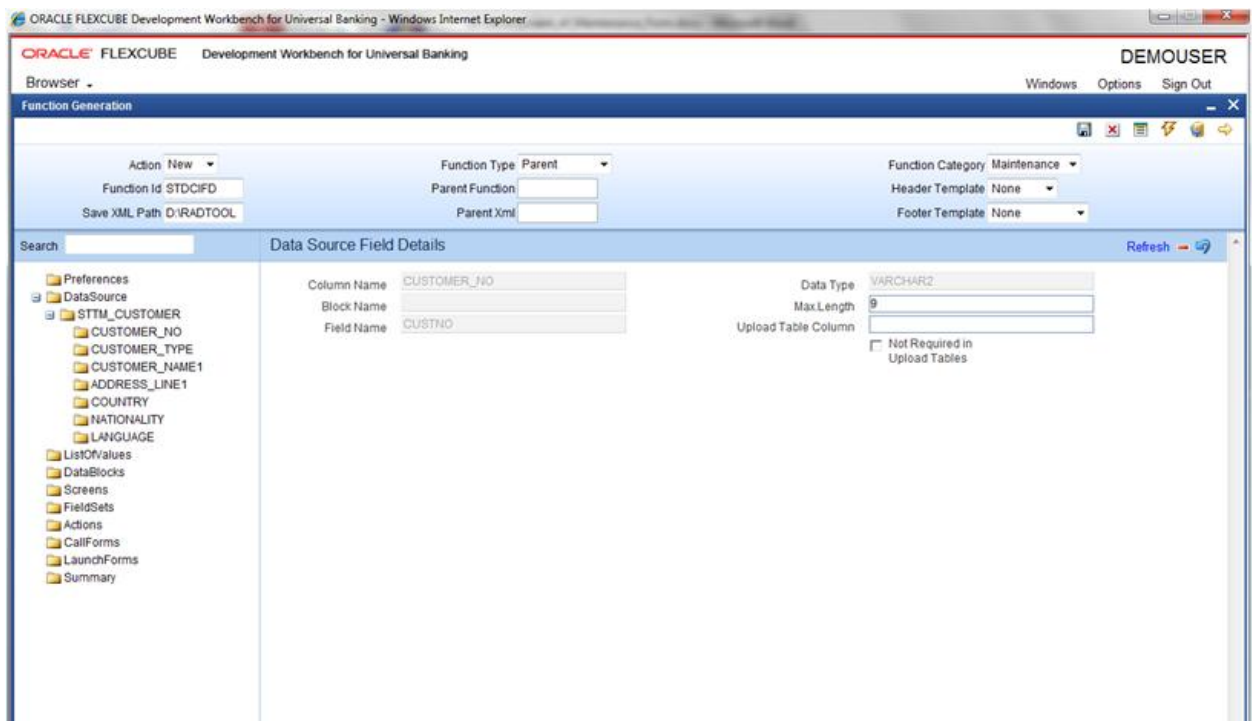 ORACLE FLEXCUBE Development Workbench for Universal Banking - Windows Internet Explorer
ORACLE FLEXCUBE Development Workbench for Universal Banking DEMOUSER
Browser Windows Options Sign Out
Function Generation
Action New Function Type Parent Function Category Maintenance
Function Id STDCIFD Parent Function Header Template None
Save XML Path D:\RADTOOL Parent Xml Footer Template None
Search Data Source Field Details Refresh
Preferences
DataSource
STTM_CUSTOMER
CUSTOMER_NO
CUSTOMER_TYPE
CUSTOMER_NAME1
ADDRESS_LINE1
COUNTRY
NATIONALITY
LANGUAGE
ListOfValues
DataBlocks
Screens
FieldSets
Actions
CallForms
LaunchForms
Summary
Column Name CUSTOMER_NO Data Type VARCHAR2
Block Name Max.Length 9
Field Name CUSTNO Upload Table Column
Not Required in
Upload Tables